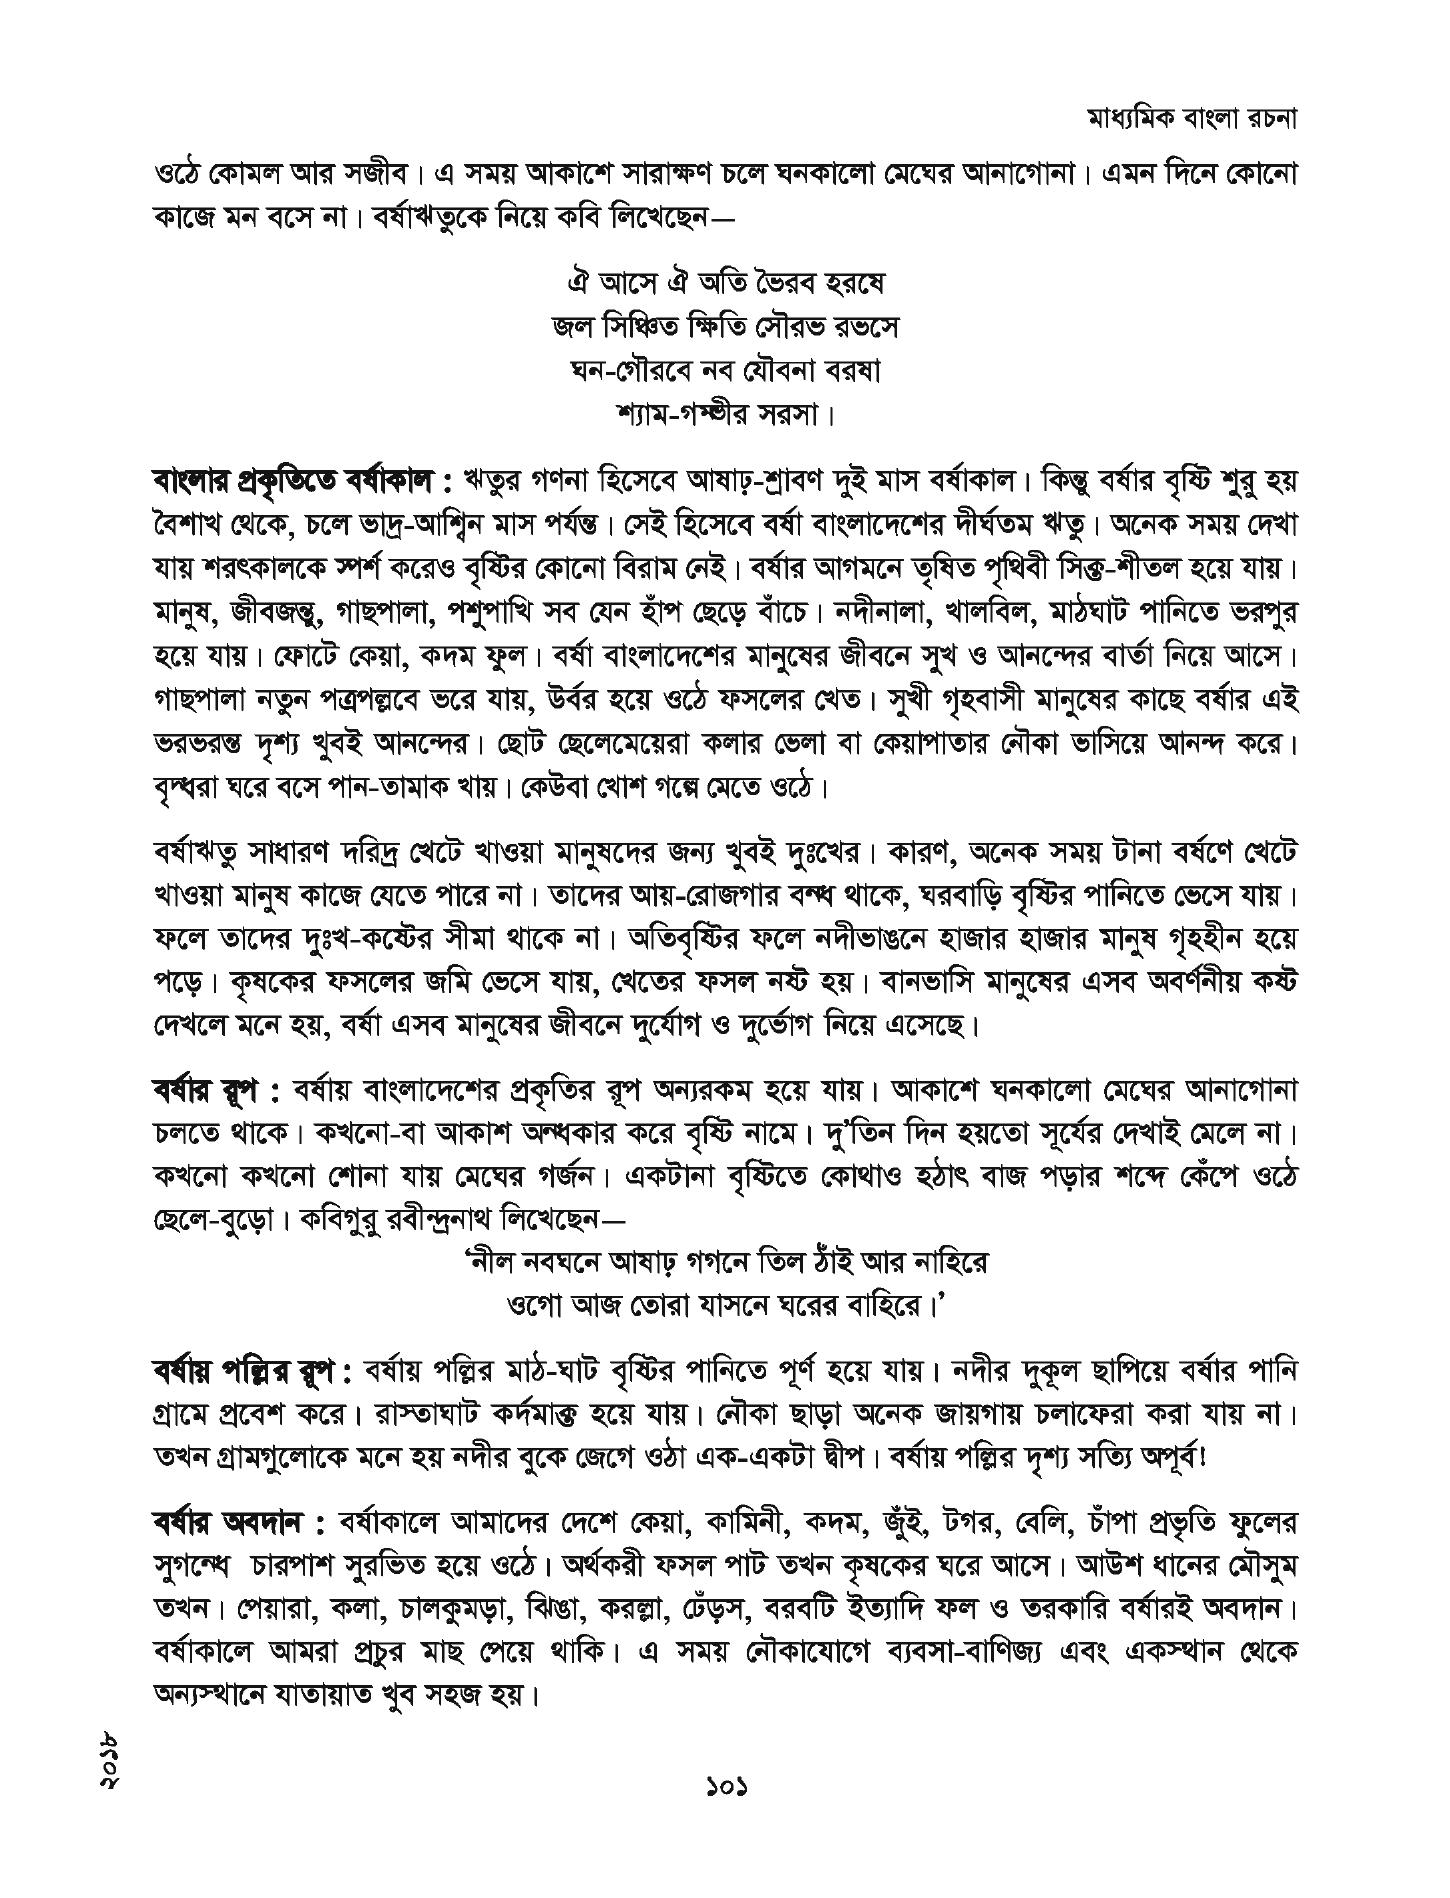 মাধ্যমিক বাংলা রচনা
ওঠে কোমল আর সজীব। এ সময় আকাশে সারাক্ষণ চলে ঘনকালো মেঘের আনাগোনা। এমন দিনে কোনো
কাজে মন বসে না। বর্ষাঋতুকে নিয়ে কবি লিখেছেন—
ঐ আসে ঐ অতি ভৈরব হরষে
জল সিঞ্চিত ক্ষিতি সৌরভ রভসে
ঘন-গৌরবে নব যৌবনা বরষা
শ্যাম-গম্ভীর সরসা।
বাংলার প্রকৃতিতে বর্ষাকাল : ঋতুর গণনা হিসেবে আষাঢ়-শ্রাবণ দুই মাস বর্ষাকাল। কিন্তু বর্ষার বৃষ্টি শুরু হয়
বৈশাখ থেকে, চলে ভাদ্র-আশ্বিন মাস পর্যন্ত। সেই হিসেবে বর্ষা বাংলাদেশের দীর্ঘতম ঋতু। অনেক সময় দেখা
যায় শরৎকালকে স্পর্শ করেও বৃষ্টির কোনো বিরাম নেই। বর্ষার আগমনে তৃষিত পৃথিবী সিক্ত-শীতল হয়ে যায়।
মানুষ, জীবজন্তু, গাছপালা, পশুপাখি সব যেন হাঁপ ছেড়ে বাঁচে। নদীনালা, খালবিল, মাঠঘাট পানিতে ভরপুর
হয়ে যায়। ফোটে কেয়া, কদম ফুল। বর্ষা বাংলাদেশের মানুষের জীবনে সুখ ও আনন্দের বার্তা নিয়ে আসে।
গাছপালা নতুন পত্রপল্লবে ভরে যায়, উর্বর হয়ে ওঠে ফসলের খেত। সুখী গৃহবাসী মানুষের কাছে বর্ষার এই
ভরভরন্ত দৃশ্য খুবই আনন্দের। ছোট ছেলেমেয়েরা কলার ভেলা বা কেয়াপাতার নৌকা ভাসিয়ে আনন্দ করে।
বৃদ্ধরা ঘরে বসে পান-তামাক খায়। কেউবা খোশ গল্পে মেতে ওঠে।
বর্ষাঋতু সাধারণ দরিদ্র খেটে খাওয়া মানুষদের জন্য খুবই দুঃখের। কারণ, অনেক সময় টানা বর্ষণে খেটে
খাওয়া মানুষ কাজে যেতে পারে না। তাদের আয়-রোজগার বন্ধ থাকে, ঘরবাড়ি বৃষ্টির পানিতে ভেসে যায়।
ফলে তাদের দুঃখ-কষ্টের সীমা থাকে না। অতিবৃষ্টির ফলে নদীভাঙনে হাজার হাজার মানুষ গৃহহীন হয়ে
পড়ে। কৃষকের ফসলের জমি ভেসে যায়, খেতের ফসল নষ্ট হয়। বানভাসি মানুষের এসব অবর্ণনীয় কষ্ট
দেখলে মনে হয়, বর্ষা এসব মানুষের জীবনে দুর্যোগ ও দুর্ভোগ নিয়ে এসেছে।
বর্ষার রূপ : বর্ষায় বাংলাদেশের প্রকৃতির রূপ অন্যরকম হয়ে যায়। আকাশে ঘনকালো মেঘের আনাগোনা
চলতে থাকে। কখনো-বা আকাশ অন্ধকার করে বৃষ্টি নামে। দু’তিন দিন হয়তো সূর্যের দেখাই মেলে না।
কখনো কখনো শোনা যায় মেঘের গর্জন। একটানা বৃষ্টিতে কোথাও হঠাৎ বাজ পড়ার শব্দে কেঁপে ওঠে
ছেলে-বুড়ো। কবিগুরু রবীন্দ্রনাথ লিখেছেন—
‘নীল নবঘনে আষাঢ় গগনে তিল ঠাঁই আর নাহিরে
ওগো আজ তোরা যাসনে ঘরের বাহিরে।’
বর্ষায় পল্লির রূপ : বর্ষায় পল্লির মাঠ-ঘাট বৃষ্টির পানিতে পূর্ণ হয়ে যায়। নদীর দুকূল ছাপিয়ে বর্ষার পানি
গ্রামে প্রবেশ করে। রাস্তাঘাট কর্দমাক্ত হয়ে যায়। নৌকা ছাড়া অনেক জায়গায় চলাফেরা করা যায় না।
তখন গ্রামগুলোকে মনে হয় নদীর বুকে জেগে ওঠা এক-একটা দ্বীপ। বর্ষায় পল্লির দৃশ্য সত্যি অপূর্ব!
বর্ষার অবদান : বর্ষাকালে আমাদের দেশে কেয়া, কামিনী, কদম, জুঁই, টগর, বেলি, চাঁপা প্রভৃতি ফুলের
সুগন্ধে চারপাশ সুরভিত হয়ে ওঠে। অর্থকরী ফসল পাট তখন কৃষকের ঘরে আসে। আউশ ধানের মৌসুম
তখন। পেয়ারা, কলা, চালকুমড়া, ঝিঙা, করল্লা, ঢেঁড়স, বরবটি ইত্যাদি ফল ও তরকারি বর্ষারই অবদান।
বর্ষাকালে আমরা প্রচুর মাছ পেয়ে থাকি। এ সময় নৌকাযোগে ব্যবসা-বাণিজ্য এবং একস্থান থেকে
অন্যস্থানে যাতায়াত খুব সহজ হয়।
২০১৮
১০১